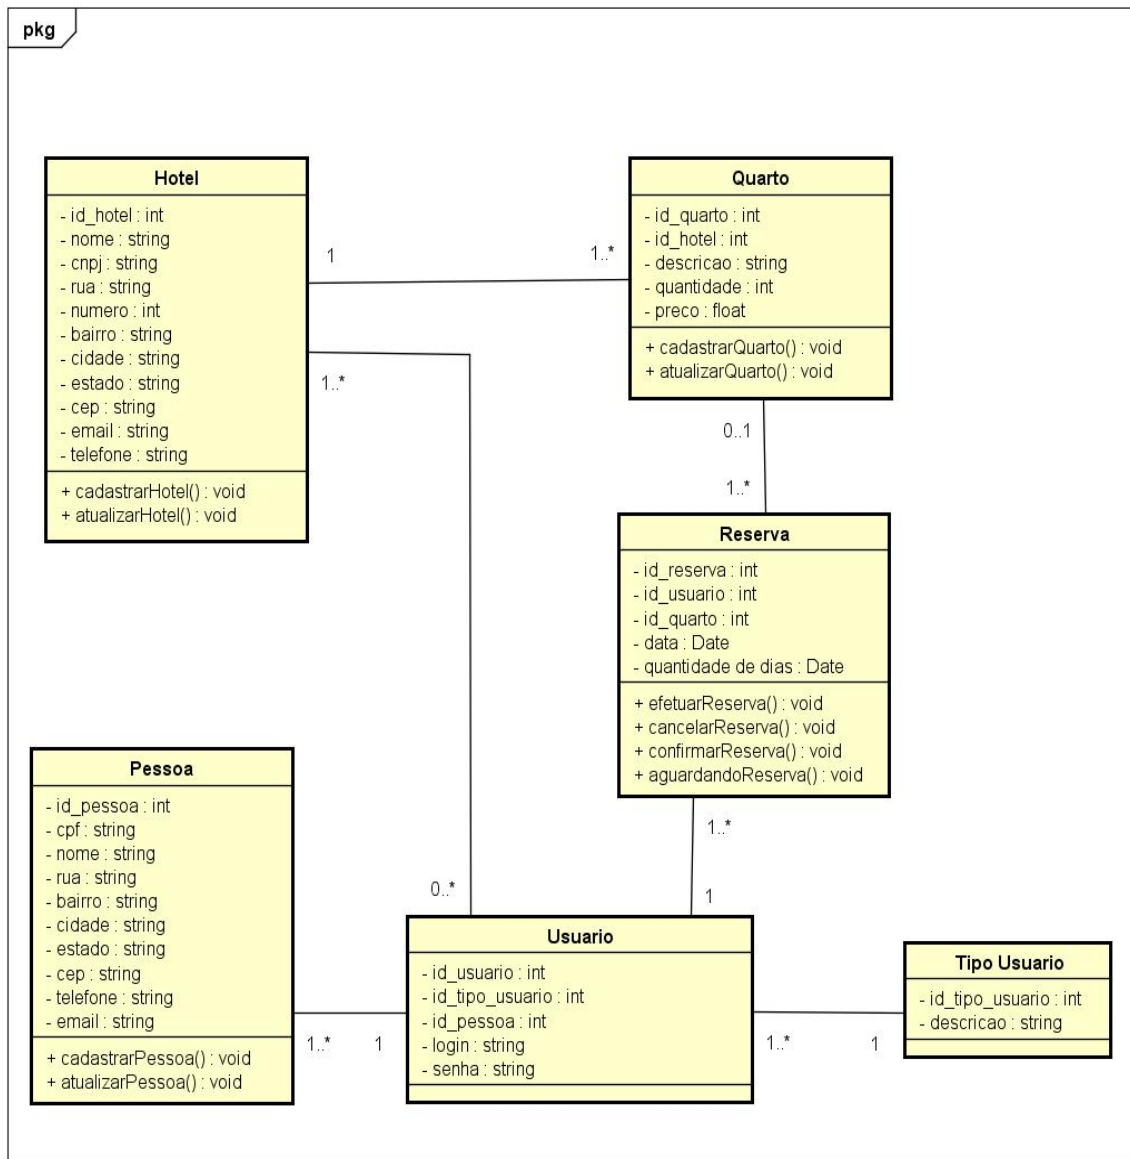 pkg
Hotel
- id_hotel : int
- nome : string
- cnpj : string
- rua : string
- numero : int
- bairro : string
- cidade : string
- estado : string
- cep : string
- email : string
- telefone : string
+ cadastrarHotel() : void
+ atualizarHotel() : void
1
1..*
Quarto
- id_quarto : int
- id_hotel : int
- descricao : string
- quantidade : int
- preco : float
+ cadastrarQuarto() : void
+ atualizarQuarto() : void
1..*
0..*
0..1
1..*
Reserva
- id_reserva : int
- id_usuario : int
- id_quarto : int
- data : Date
- quantidade de dias : Date
+ efetuarReserva() : void
+ cancelarReserva() : void
+ confirmarReserva() : void
+ aguardandoReserva() : void
1..*
1
Pessoa
- id_pessoa : int
- cpf : string
- nome : string
- rua : string
- bairro : string
- cidade : string
- estado : string
- cep : string
- telefone : string
- email : string
+ cadastrarPessoa() : void
+ atualizarPessoa() : void
1..*
1
Usuario
- id_usuario : int
- id_tipo_usuario : int
- id_pessoa : int
- login : string
- senha : string
1..*
1
Tipo Usuario
- id_tipo_usuario : int
- descricao : string